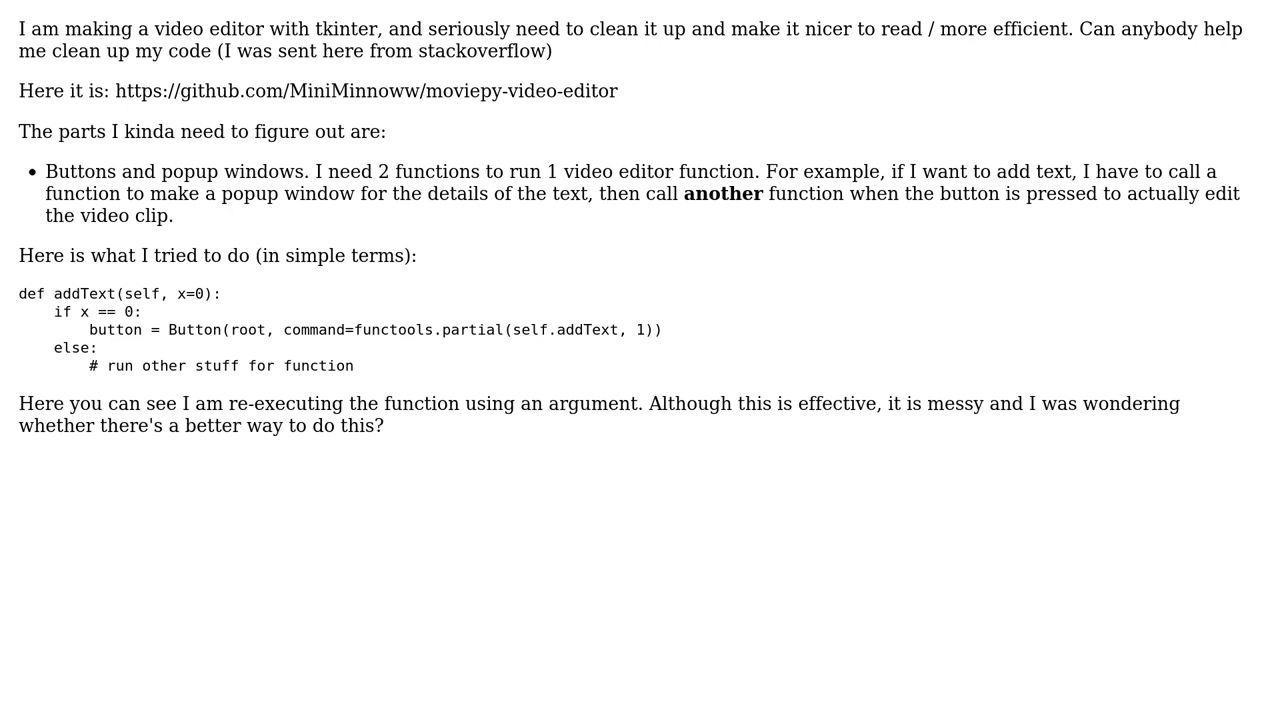 I am making a video editor with tkinter, and seriously need to clean it up and make it nicer to read / more efficient. Can anybody help
me clean up my code (I was sent here from stackoverflow)
Here it is: https://github.com/MiniMinnoww/moviepy-video-editor
The parts I kinda need to figure out are:
• Buttons and popup windows. I need 2 functions to run 1 video editor function. For example, if I want to add text, I have to call a
function to make a popup window for the details of the text, then call another function when the button is pressed to actually edit
the video clip.
Here is what I tried to do (in simple terms):
def addText(self, x=0):
    if x == 0:
        button = Button(root, command=functools.partial(self.addText, 1))
    else:
        # run other stuff for function
Here you can see I am re-executing the function using an argument. Although this is effective, it is messy and I was wondering
whether there's a better way to do this?